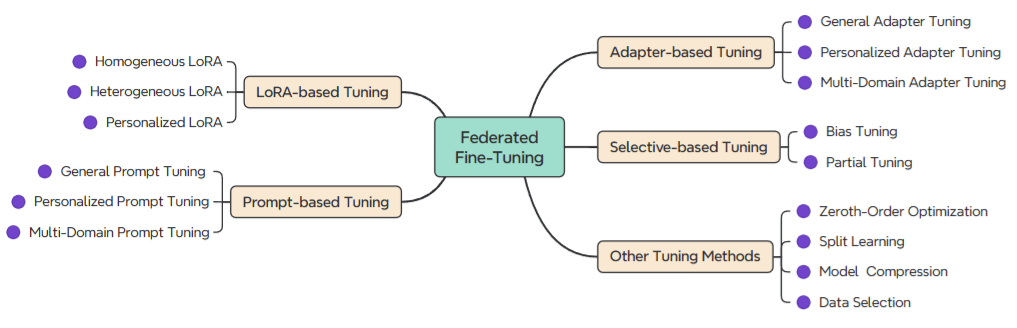 Federated
Fine-Tuning
LoRA-based Tuning
Homogeneous LoRA
Heterogeneous LoRA
Personalized LoRA
Prompt-based Tuning
General Prompt Tuning
Personalized Prompt Tuning
Multi-Domain Prompt Tuning
Adapter-based Tuning
General Adapter Tuning
Personalized Adapter Tuning
Multi-Domain Adapter Tuning
Selective-based Tuning
Bias Tuning
Partial Tuning
Other Tuning Methods
Zeroth-Order Optimization
Split Learning
Model Compression
Data Selection